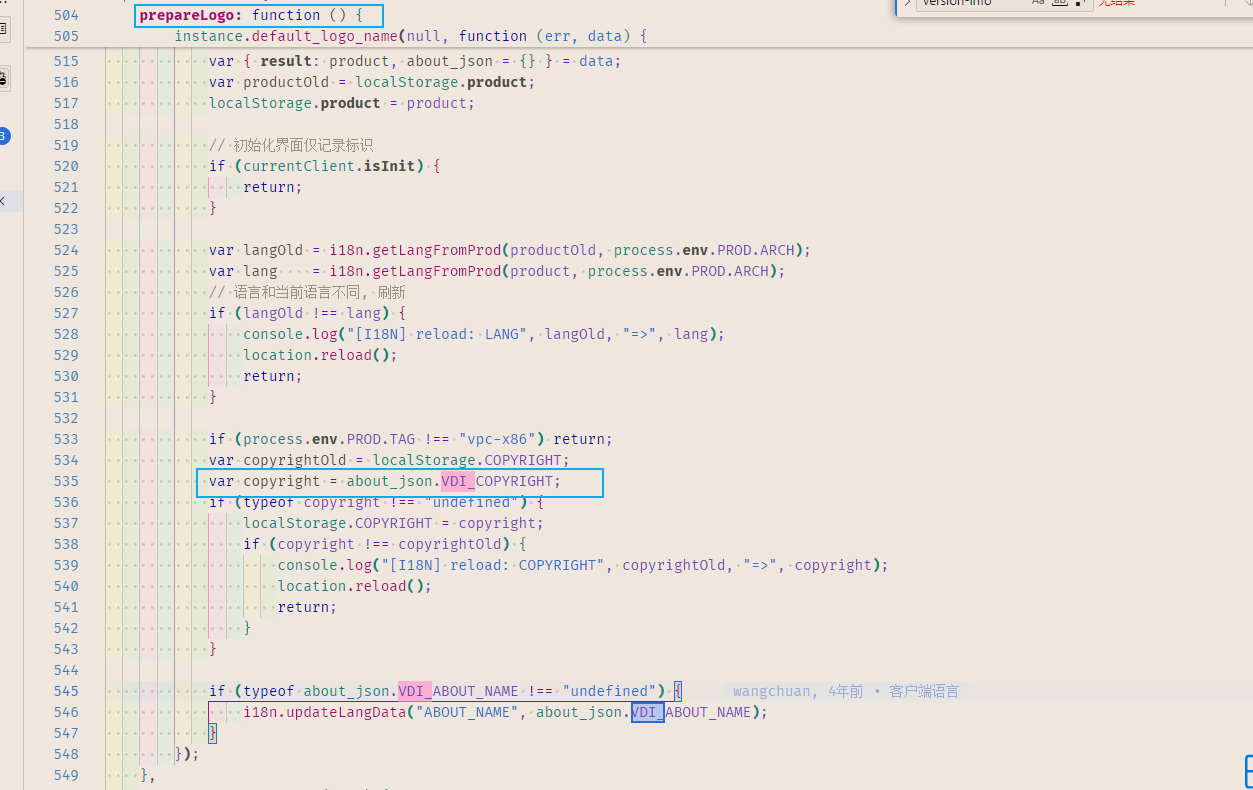 version-info
Aa ab
无结果
504 prepareLogo: function () {
505 instance.default_logo_name(null, function (err, data) {
515 var { result: product, about_json = {} } = data;
516 var productOld = localStorage.product;
517 localStorage.product = product;
518
519 // 初始化界面仅记录标识
520 if (currentClient.isInit) {
521 return;
522 }
523
524 var langOld = i18n.getLangFromProd(productOld, process.env.PROD.ARCH);
525 var lang    = i18n.getLangFromProd(product, process.env.PROD.ARCH);
526 // 语言和当前语言不同, 刷新
527 if (langOld !== lang) {
528 console.log("[I18N] reload: LANG", langOld, "=>", lang);
529 location.reload();
530 return;
531 }
532
533 if (process.env.PROD.TAG !== "vpc-x86") return;
534 var copyrightOld = localStorage.COPYRIGHT;
535 var copyright = about_json.VDI_COPYRIGHT;
536 if (typeof copyright !== "undefined") {
537 localStorage.COPYRIGHT = copyright;
538 if (copyright !== copyrightOld) {
539 console.log("[I18N] reload: COPYRIGHT", copyrightOld, "=>", copyright);
540 location.reload();
541 return;
542 }
543 }
544
545 if (typeof about_json.VDI_ABOUT_NAME !== "undefined") { wangchuan, 4年前 • 客户端语言
546 i18n.updateLangData("ABOUT_NAME", about_json.VDI_ABOUT_NAME);
547 }
548 });
549 },
3